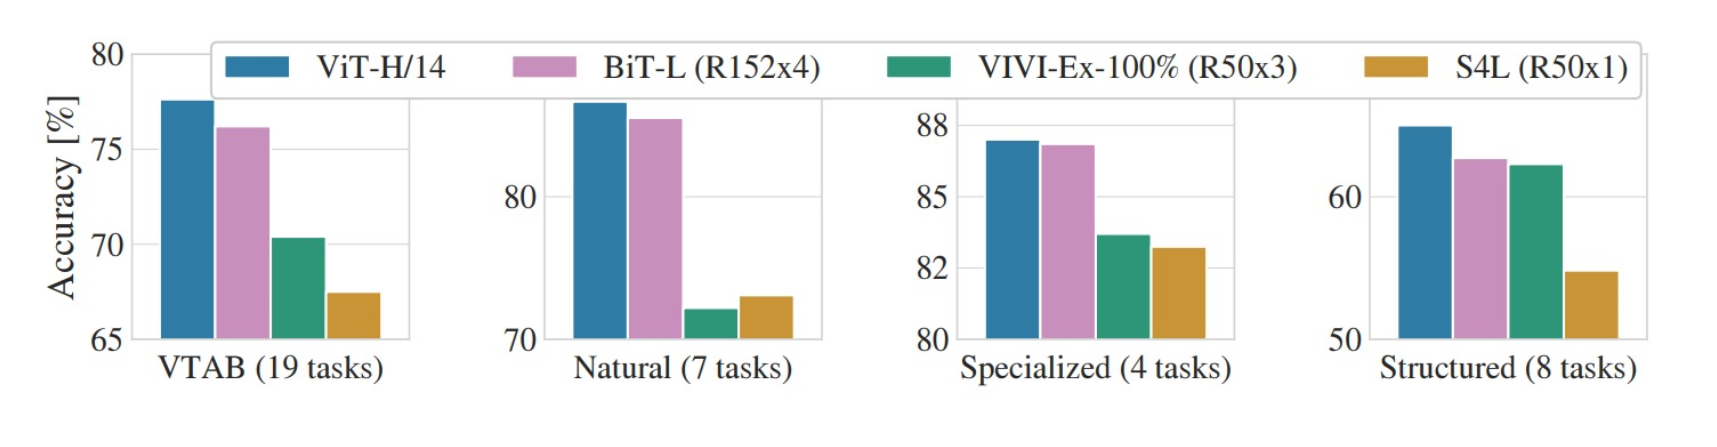 ViT-H/14 BiT-L (R152x4) VIVI-Ex-100% (R50x3) S4L (R50x1)
Accuracy [%]
80
75
70
65
VTAB (19 tasks)
80
70
Natural (7 tasks)
88
85
82
80
Specialized (4 tasks)
60
50
Structured (8 tasks)